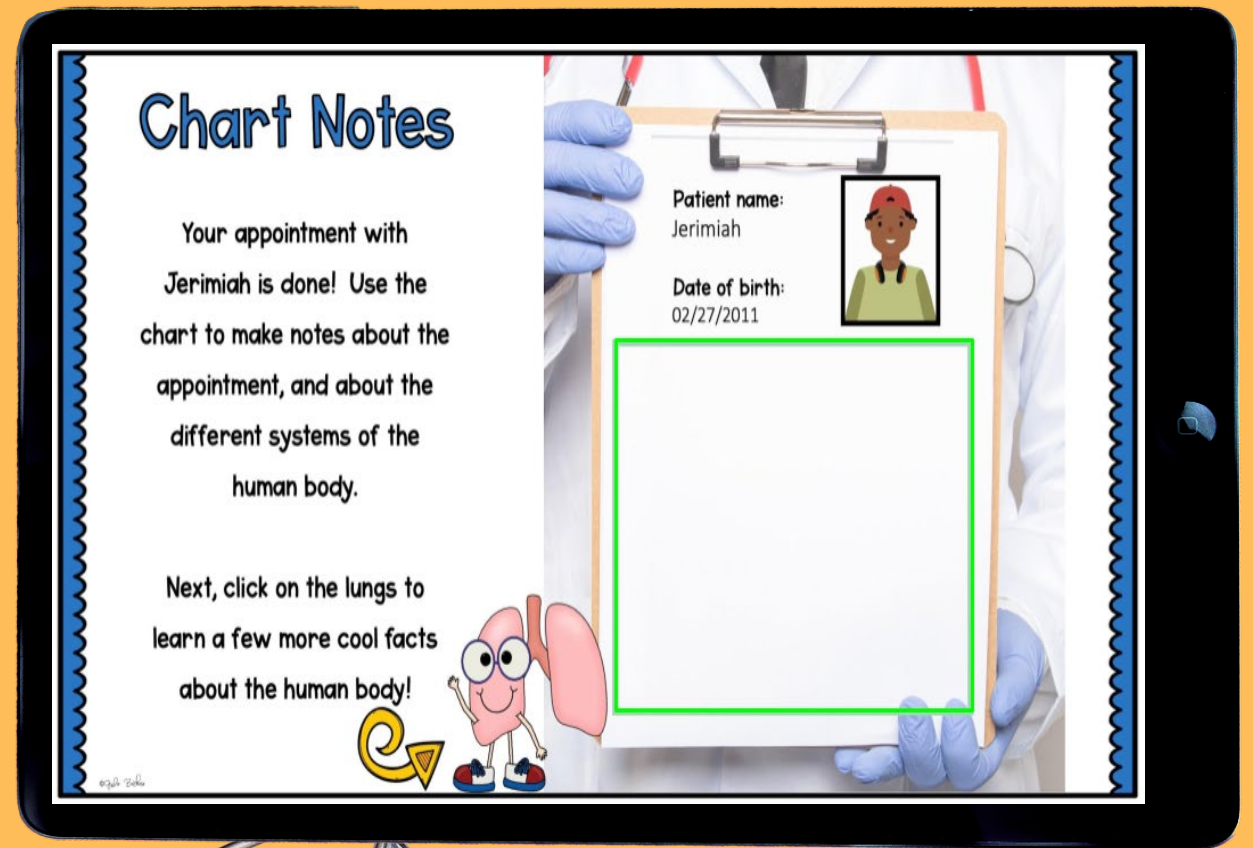 Chart Notes
Your appointment with
Jerimiah is done! Use the
chart to make notes about the
appointment, and about the
different systems of the
human body.
Next, click on the lungs to
learn a few more cool facts
about the human body!
Patient name:
Jerimiah
Date of birth:
02/27/2011